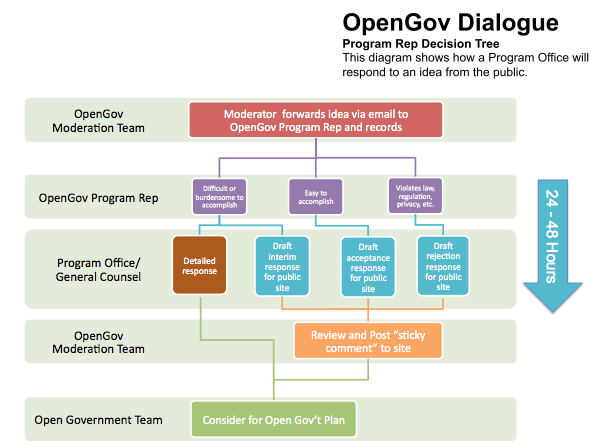 OpenGov Dialogue
Program Rep Decision Tree
This diagram shows how a Program Office will
respond to an idea from the public.
OpenGov
Moderation Team
Moderator forwards idea via email to
OpenGov Program Rep and records
OpenGov Program Rep
Difficult or
burdensome to
accomplish
Easy to
accomplish
Violates law,
regulation,
privacy, etc.
24 - 48 Hours
Program Office/
General Counsel
Detailed
response
Draft
interim
response
for public
site
Draft
acceptance
response for
public site
Draft
rejection
response
for public
site
OpenGov
Moderation Team
Review and Post “sticky
comment” to site
Open Government Team
Consider for Open Gov’t Plan